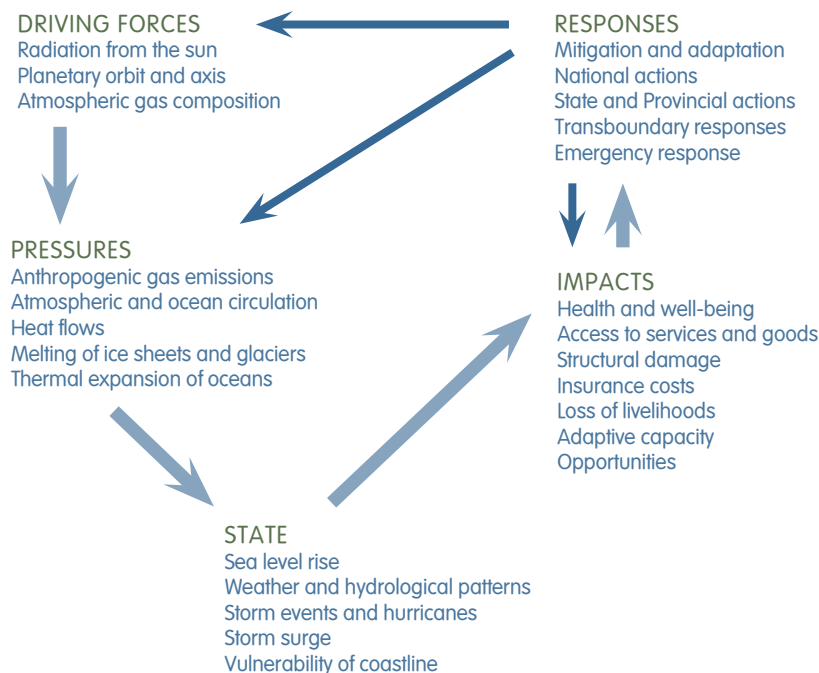 DRIVING FORCES
Radiation from the sun
Planetary orbit and axis
Atmospheric gas composition
RESPONSES
Mitigation and adaptation
National actions
State and Provincial actions
Transboundary responses
Emergency response
PRESSURES
Anthropogenic gas emissions
Atmospheric and ocean circulation
Heat flows
Melting of ice sheets and glaciers
Thermal expansion of oceans
IMPACTS
Health and well-being
Access to services and goods
Structural damage
Insurance costs
Loss of livelihoods
Adaptive capacity
Opportunities
STATE
Sea level rise
Weather and hydrological patterns
Storm events and hurricanes
Storm surge
Vulnerability of coastline